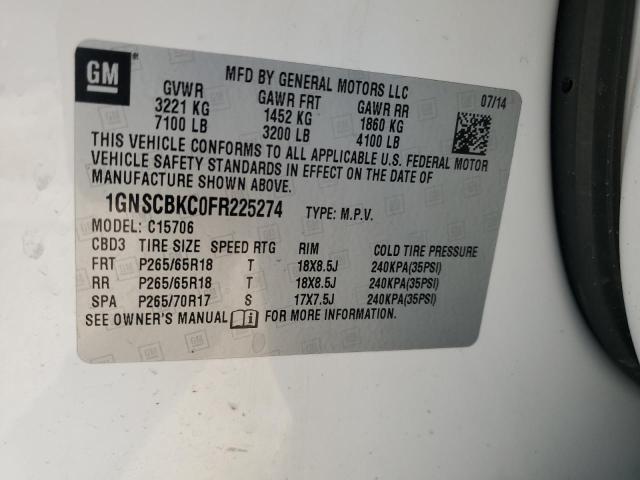 GM
MFD BY GENERAL MOTORS LLC
07/14
GVWR GAWR FRT GAWR RR
3221 KG 1452 KG 1860 KG
7100 LB 3200 LB 4100 LB
THIS VEHICLE CONFORMS TO ALL APPLICABLE U.S. FEDERAL MOTOR
VEHICLE SAFETY STANDARDS IN EFFECT ON THE DATE OF
MANUFACTURE SHOWN ABOVE.
1GNSCBKC0FR225274 TYPE: M.P.V.
MODEL: C15706
CBD3 TIRE SIZE SPEED RTG RIM COLD TIRE PRESSURE
FRT P265/65R18 T 18X8.5J 240KPA(35PSI)
RR P265/65R18 T 18X8.5J 240KPA(35PSI)
SPA P265/70R17 S 17X7.5J 240KPA(35PSI)
SEE OWNER'S MANUAL i FOR MORE INFORMATION.